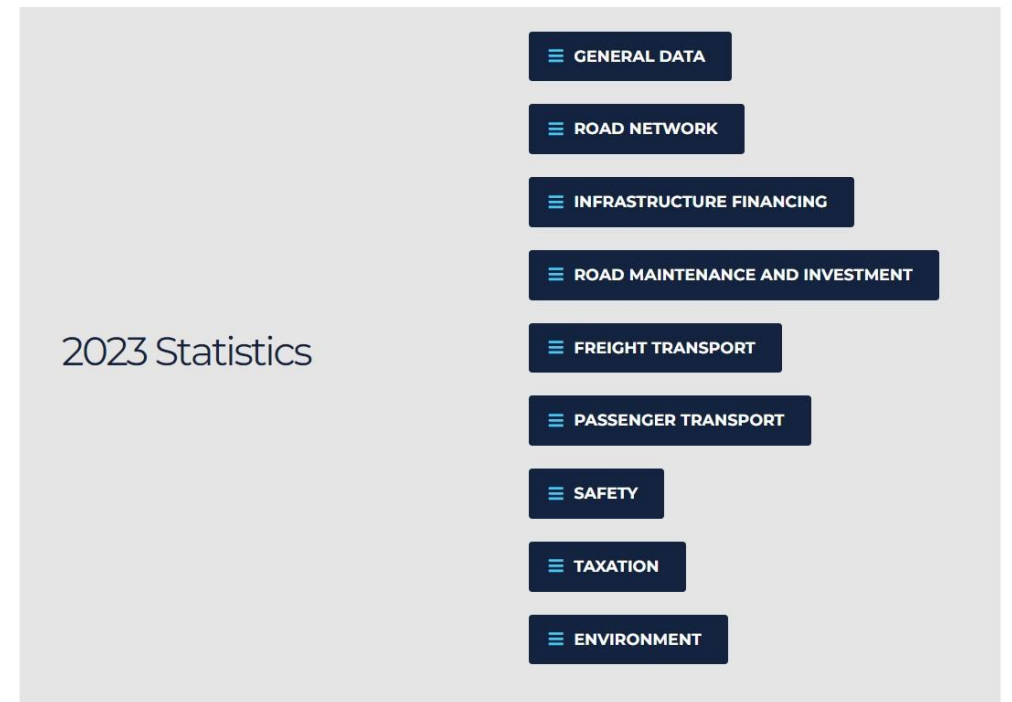 2023 Statistics
GENERAL DATA
ROAD NETWORK
INFRASTRUCTURE FINANCING
ROAD MAINTENANCE AND INVESTMENT
FREIGHT TRANSPORT
PASSENGER TRANSPORT
SAFETY
TAXATION
ENVIRONMENT